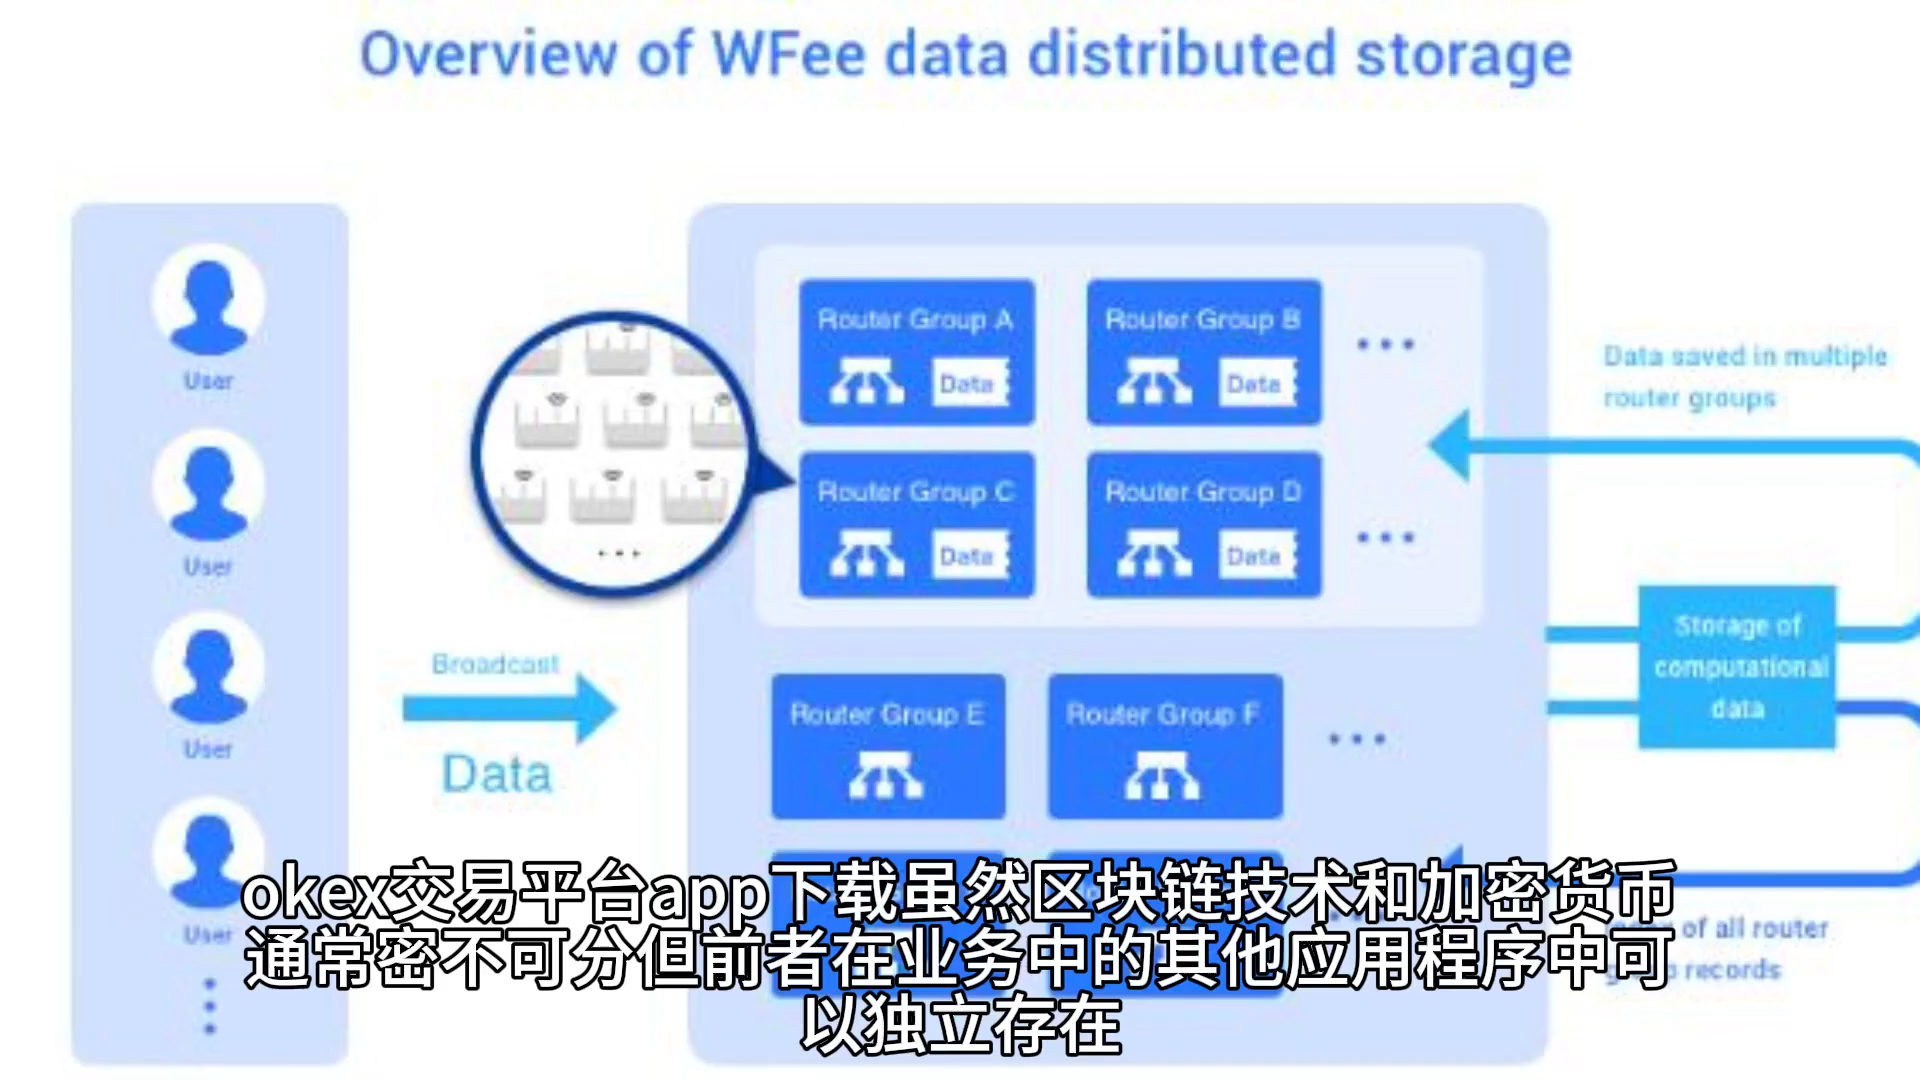 Overview of WFee data distributed storage
User
User
User
User
Broadcast
Data
Router Group A
Data
Router Group B
Data
Router Group C
Data
Router Group D
Data
Router Group E
Router Group F
Data saved in multiple
router groups
Storage of
computational
data
of all router
records
okex交易平台app下载虽然区块链技术和加密货币
通常密不可分但前者在业务中的其他应用程序中可
以独立存在